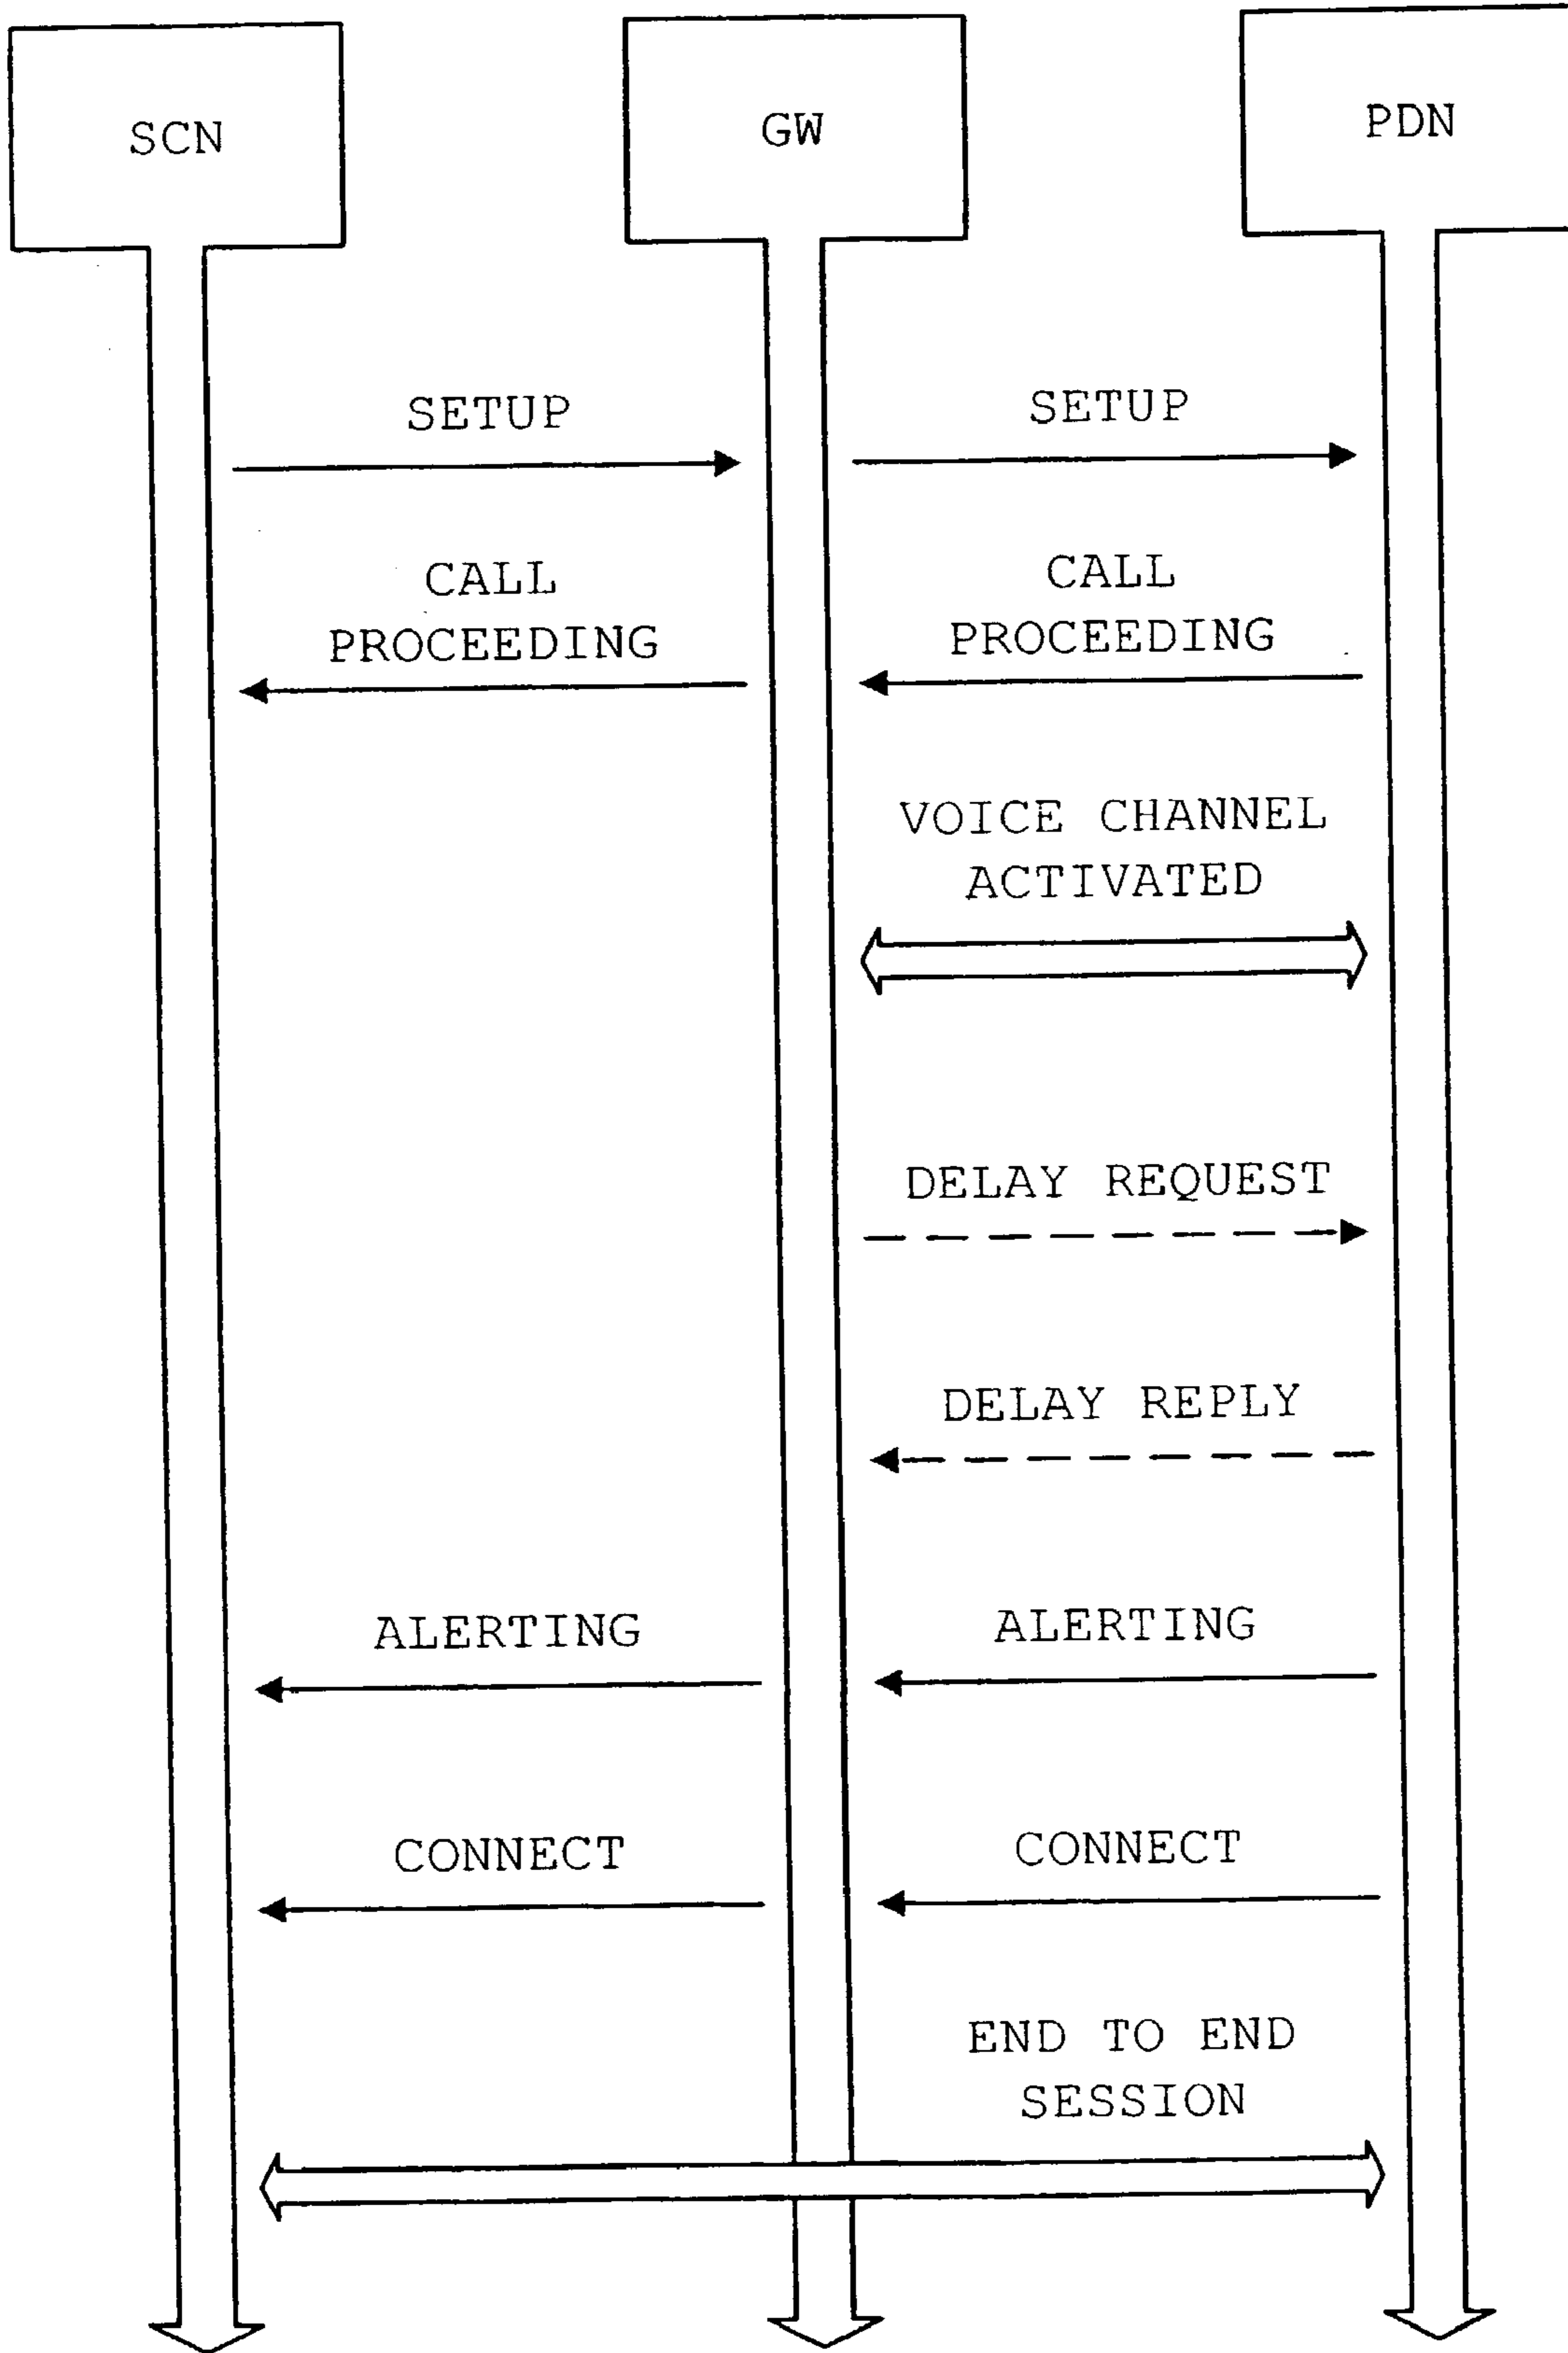 SCN
GW
PDN
SETUP
SETUP
CALL
PROCEEDING
CALL
PROCEEDING
VOICE CHANNEL
ACTIVATED
DELAY REQUEST
DELAY REPLY
ALERTING
ALERTING
CONNECT
CONNECT
END TO END
SESSION